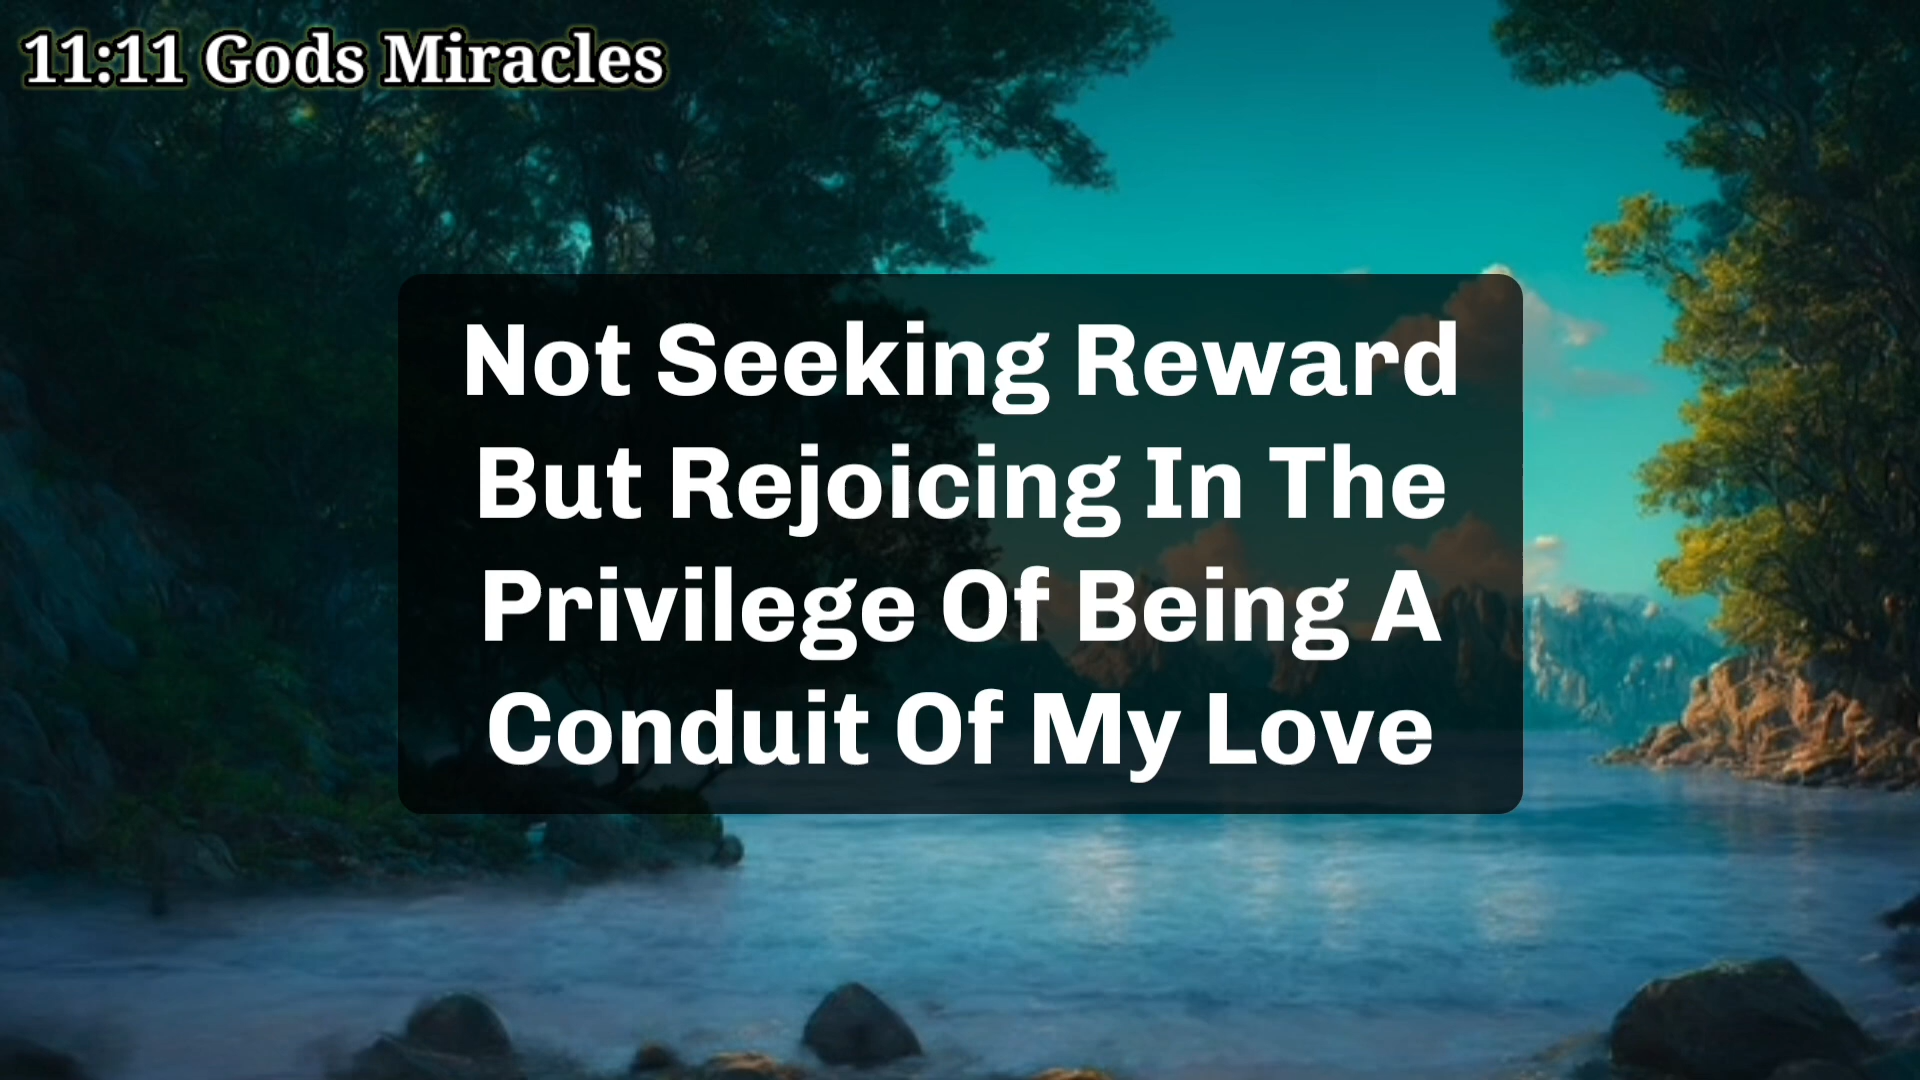 11:11 Gods Miracles
Not Seeking Reward
But Rejoicing In The
Privilege Of Being A
Conduit Of My Love